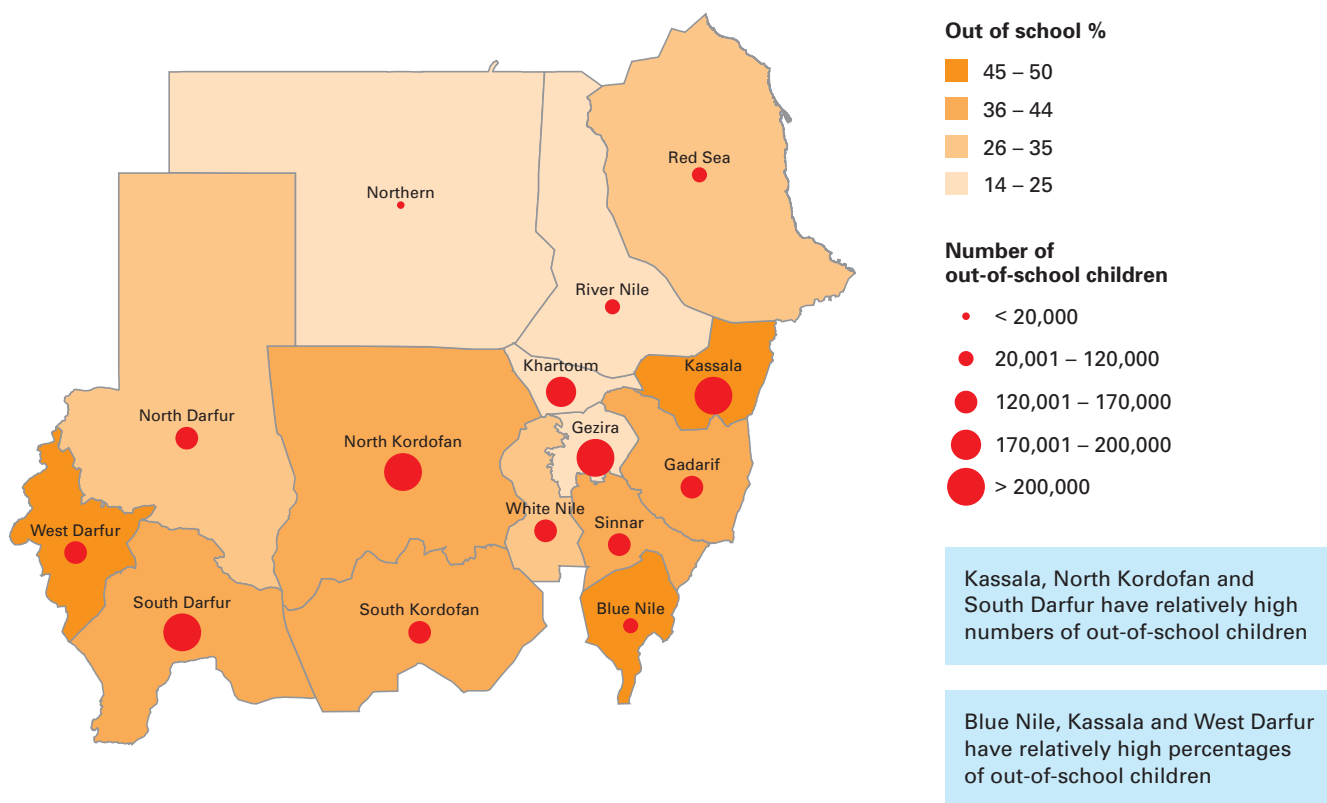 Out of school %
45 – 50
36 – 44
26 – 35
14 – 25
Number of
out-of-school children
< 20,000
20,001 – 120,000
120,001 – 170,000
170,001 – 200,000
> 200,000
Kassala, North Kordofan and
South Darfur have relatively high
numbers of out-of-school children
Blue Nile, Kassala and West Darfur
have relatively high percentages
of out-of-school children
Red Sea
Northern
River Nile
Khartoum
Kassala
North Darfur
Gezira
North Kordofan
Gadarif
White Nile
Sinnar
West Darfur
South Darfur
South Kordofan
Blue Nile